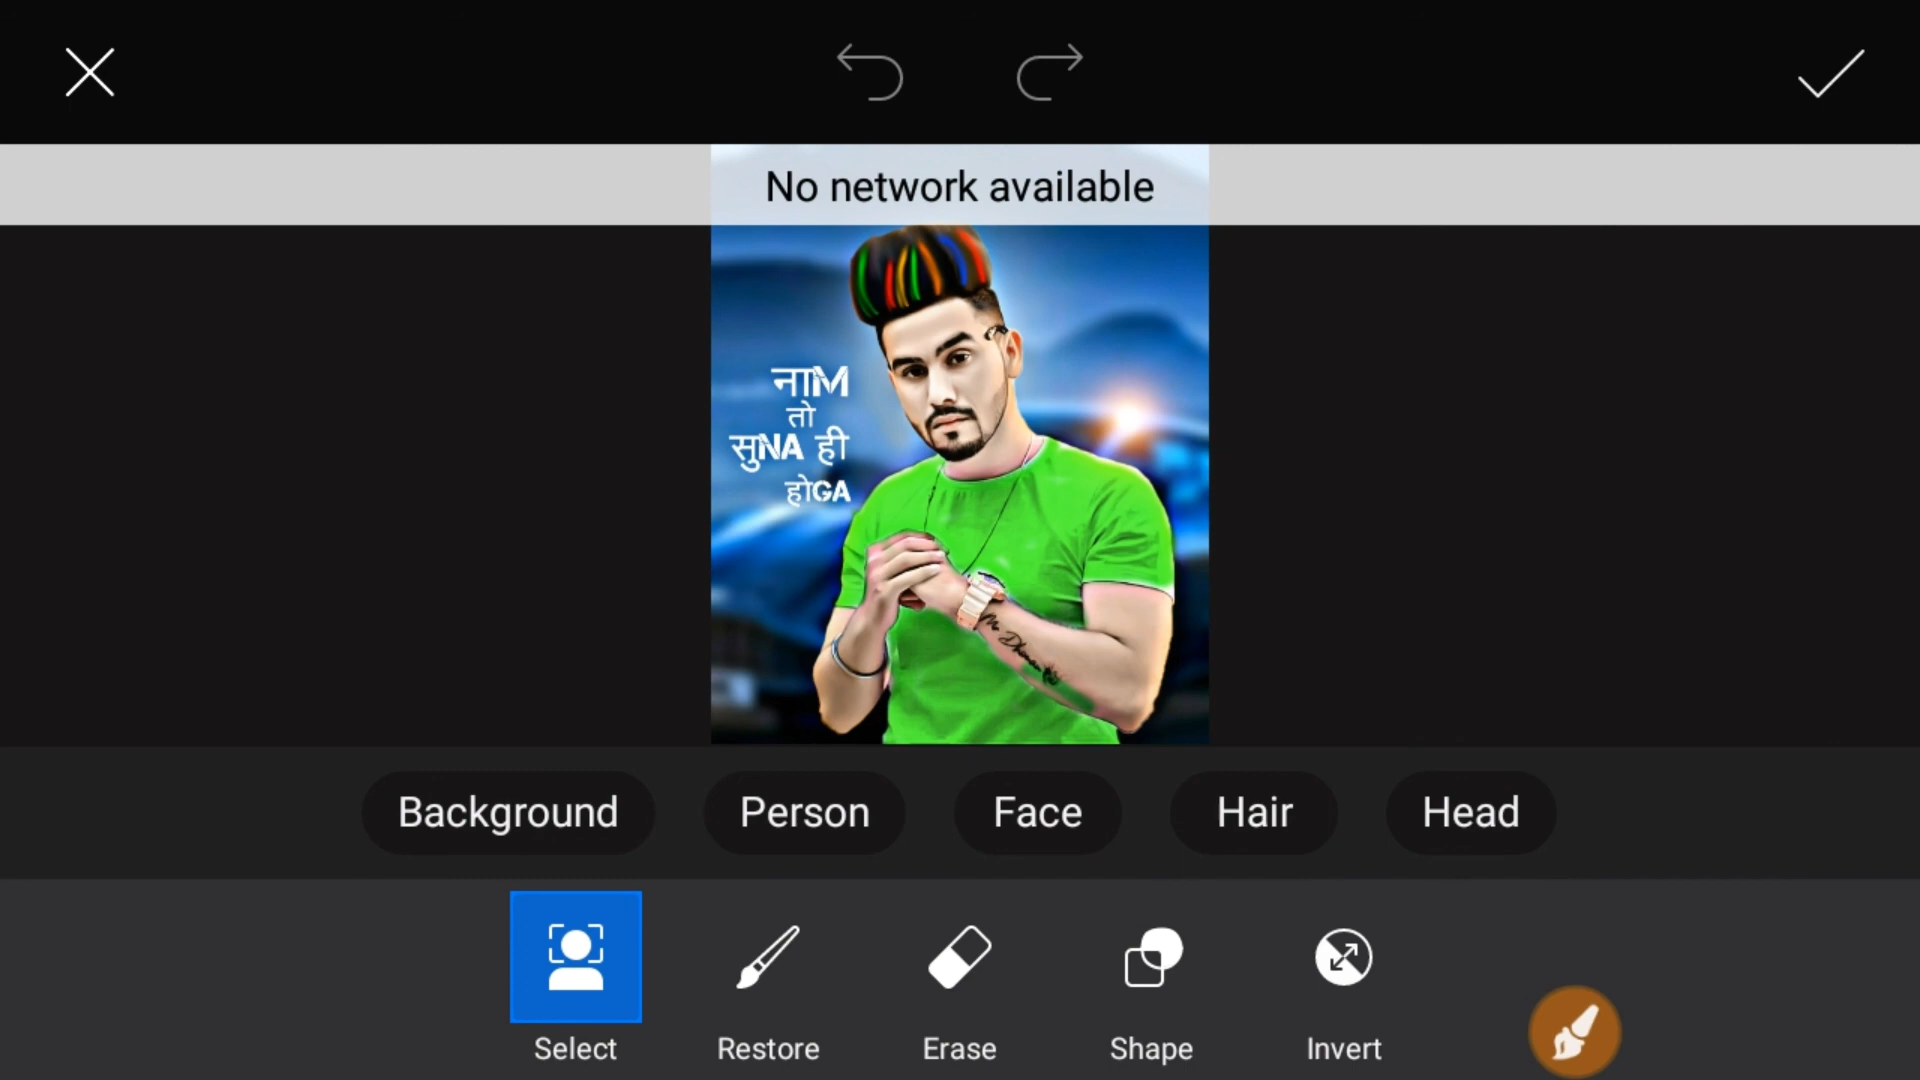 No network available
नाM
तो
सुNA ही
होGA
Background Person Face Hair Head
Select Restore Erase Shape Invert